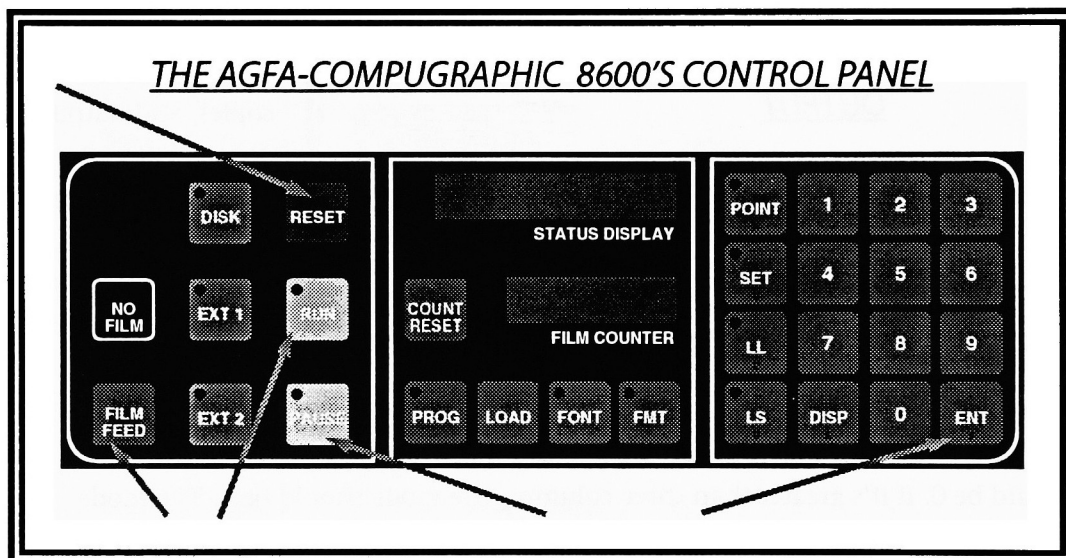 THE AGFA-COMPUGRAPHIC 8600'S CONTROL PANEL
DISK
RESET
NO
FILM
EXT 1
RUN
FILM
FEED
EXT 2
PAUSE
STATUS DISPLAY
COUNT
RESET
FILM COUNTER
PROG
LOAD
FONT
FMT
POINT
1
2
3
SET
4
5
6
LL
7
8
9
LS
DISP
0
ENT